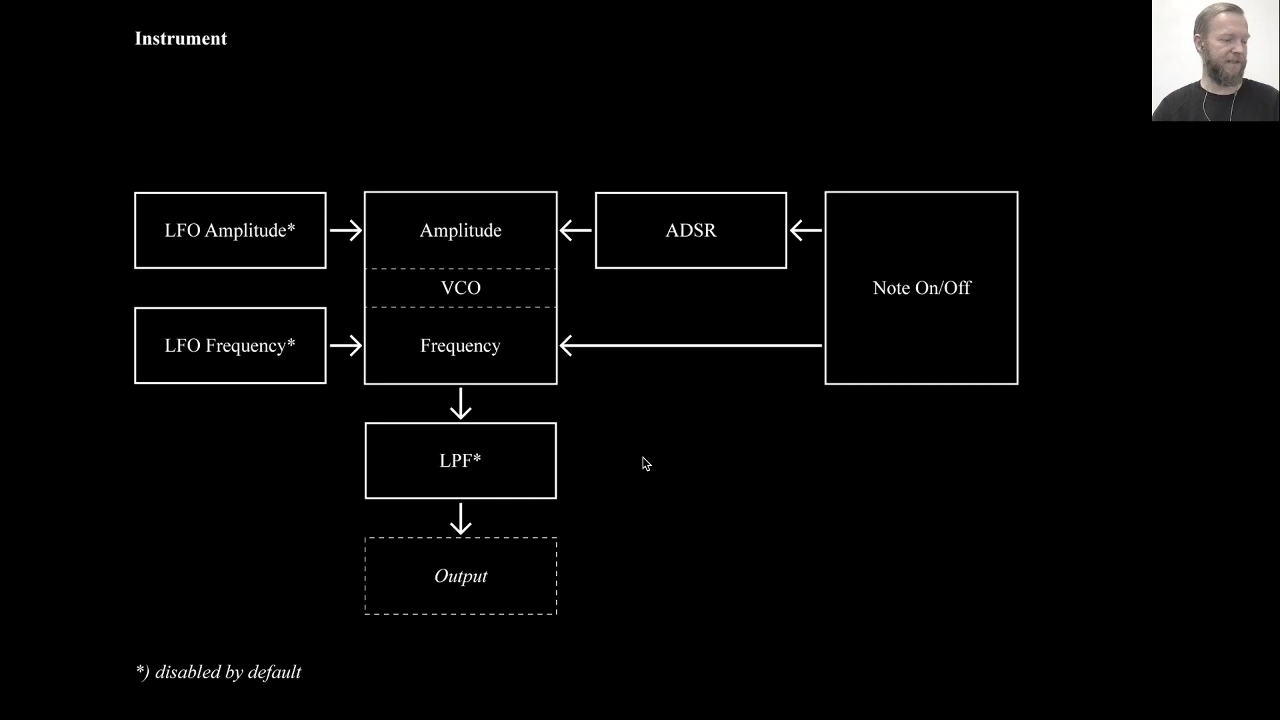 Instrument
LFO Amplitude*
Amplitude
ADSR
Note On/Off
VCO
LFO Frequency*
Frequency
LPF*
Output
*) disabled by default